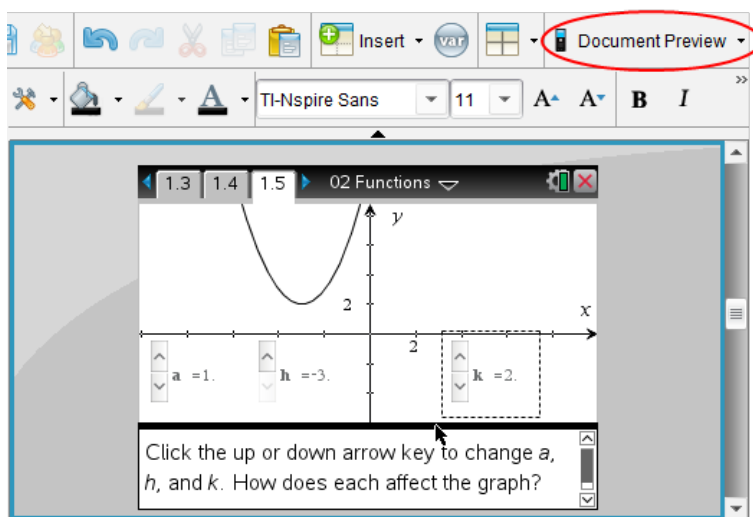 Insert var Document Preview
TI-Nspire Sans 11 A A B I »
1.3 1.4 1.5 02 Functions
y
2
x
2
a =1. h =-3. k =2.
Click the up or down arrow key to change a,
h, and k. How does each affect the graph?